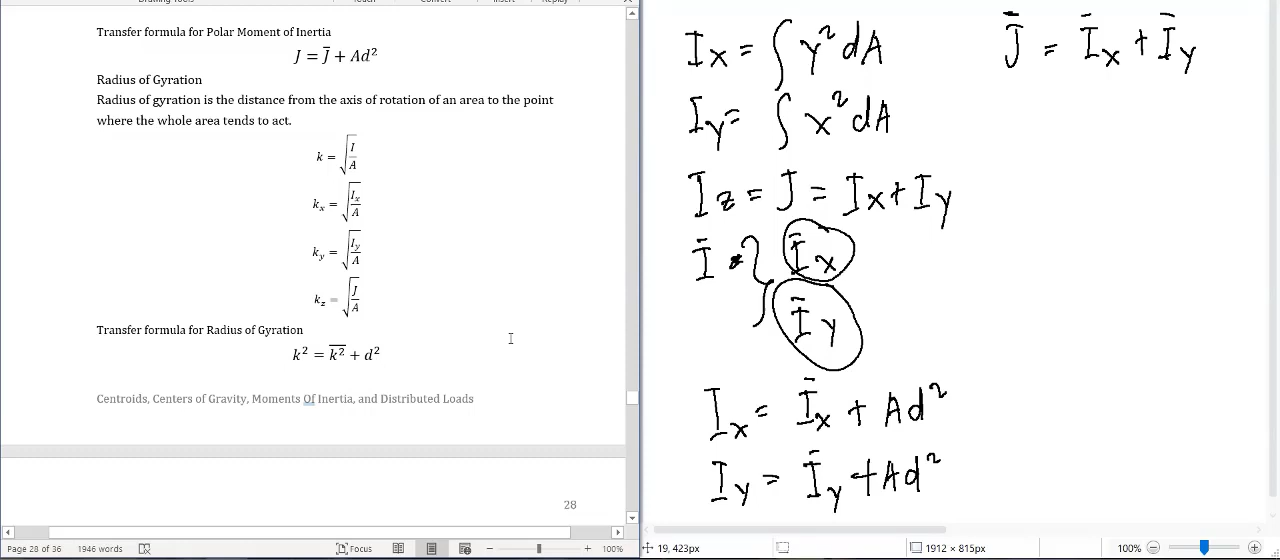 Transfer formula for Polar Moment of Inertia
J = J̄ + Ad²
Radius of Gyration
Radius of gyration is the distance from the axis of rotation of an area to the point
where the whole area tends to act.
k = √(I/A)
kₓ = √(Iₓ/A)
k_y = √(I_y/A)
k_z = √(J/A)
Transfer formula for Radius of Gyration
k² = k̄² + d²
Centroids, Centers of Gravity, Moments Of Inertia, and Distributed Loads
28
Page 28 of 36 1946 words Focus 100%
Iₓ = ∫ y² dA
I_y = ∫ x² dA
I_z = J = Iₓ + I_y
Ī
Īₓ
Ī_y
Iₓ = Īₓ + Ad²
I_y = Ī_y + Ad²
J̄ = Īₓ + Ī_y
19, 423px 1912 × 815px 100%